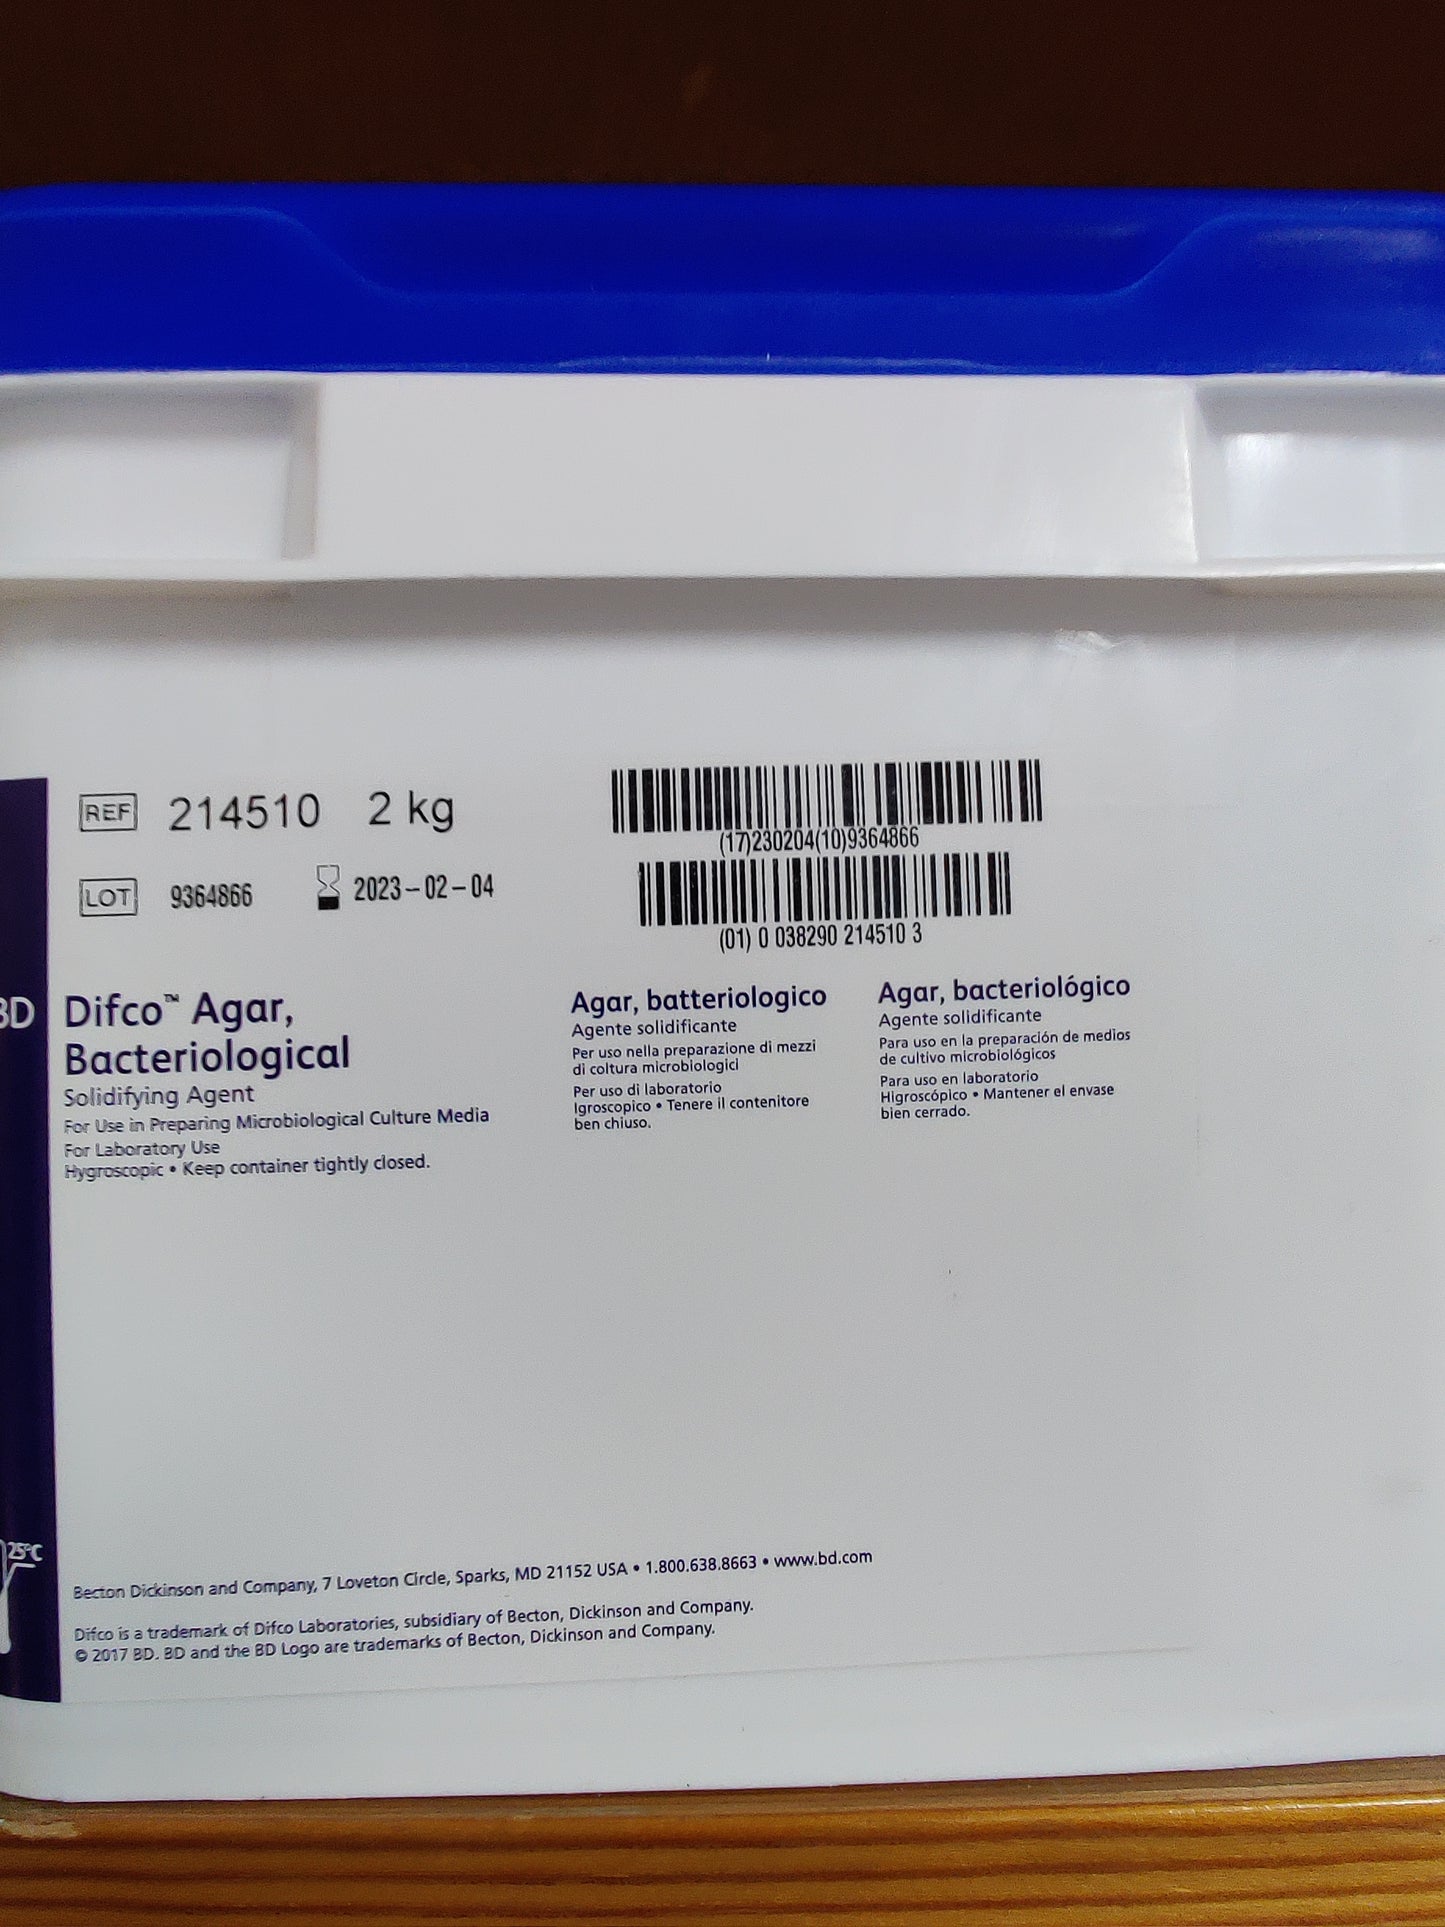 REF 214510 2 kg
LOT 9364866 2023-02-04
(17)230204(10)9364866
(01) 0 038290 214510 3
BD
Difco™ Agar,
Bacteriological
Solidifying Agent
For Use in Preparing Microbiological Culture Media
For Laboratory Use
Hygroscopic • Keep container tightly closed.
Agar, batteriologico
Agente solidificante
Per uso nella preparazione di mezzi
di coltura microbiologici
Per uso di laboratorio
Igroscopico • Tenere il contenitore
ben chiuso.
Agar, bacteriológico
Agente solidificante
Para uso en la preparación de medios
de cultivo microbiológicos
Para uso en laboratorio
Higroscópico • Mantener el envase
bien cerrado.
25°C
Becton Dickinson and Company, 7 Loveton Circle, Sparks, MD 21152 USA • 1.800.638.8663 • www.bd.com
Difco is a trademark of Difco Laboratories, subsidiary of Becton, Dickinson and Company.
© 2017 BD. BD and the BD Logo are trademarks of Becton, Dickinson and Company.